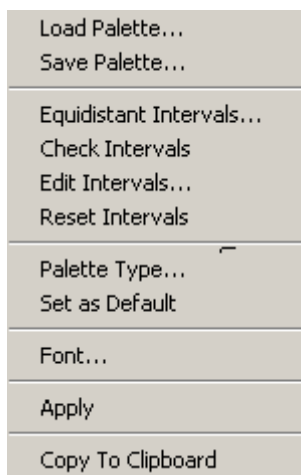 Load Palette...
Save Palette...
Equidistant Intervals...
Check Intervals
Edit Intervals...
Reset Intervals
Palette Type...
Set as Default
Font...
Apply
Copy To Clipboard